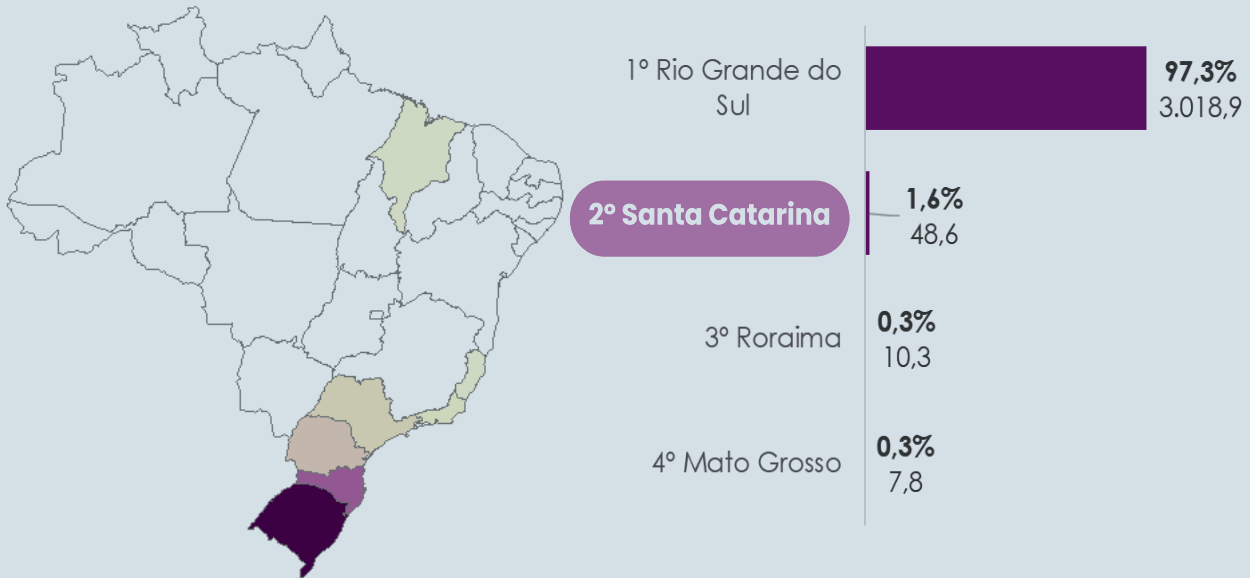 1º Rio Grande do
Sul
97,3%
3.018,9
2º Santa Catarina
1,6%
48,6
3º Roraima
0,3%
10,3
4º Mato Grosso
0,3%
7,8